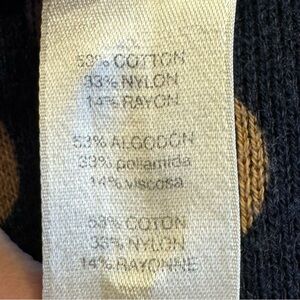 53% COTTON
33% NYLON
14% RAYON
53% ALGODÓN
33% poliamida
14% viscosa
53% COTON
33% NYLON
14% RAYONNE